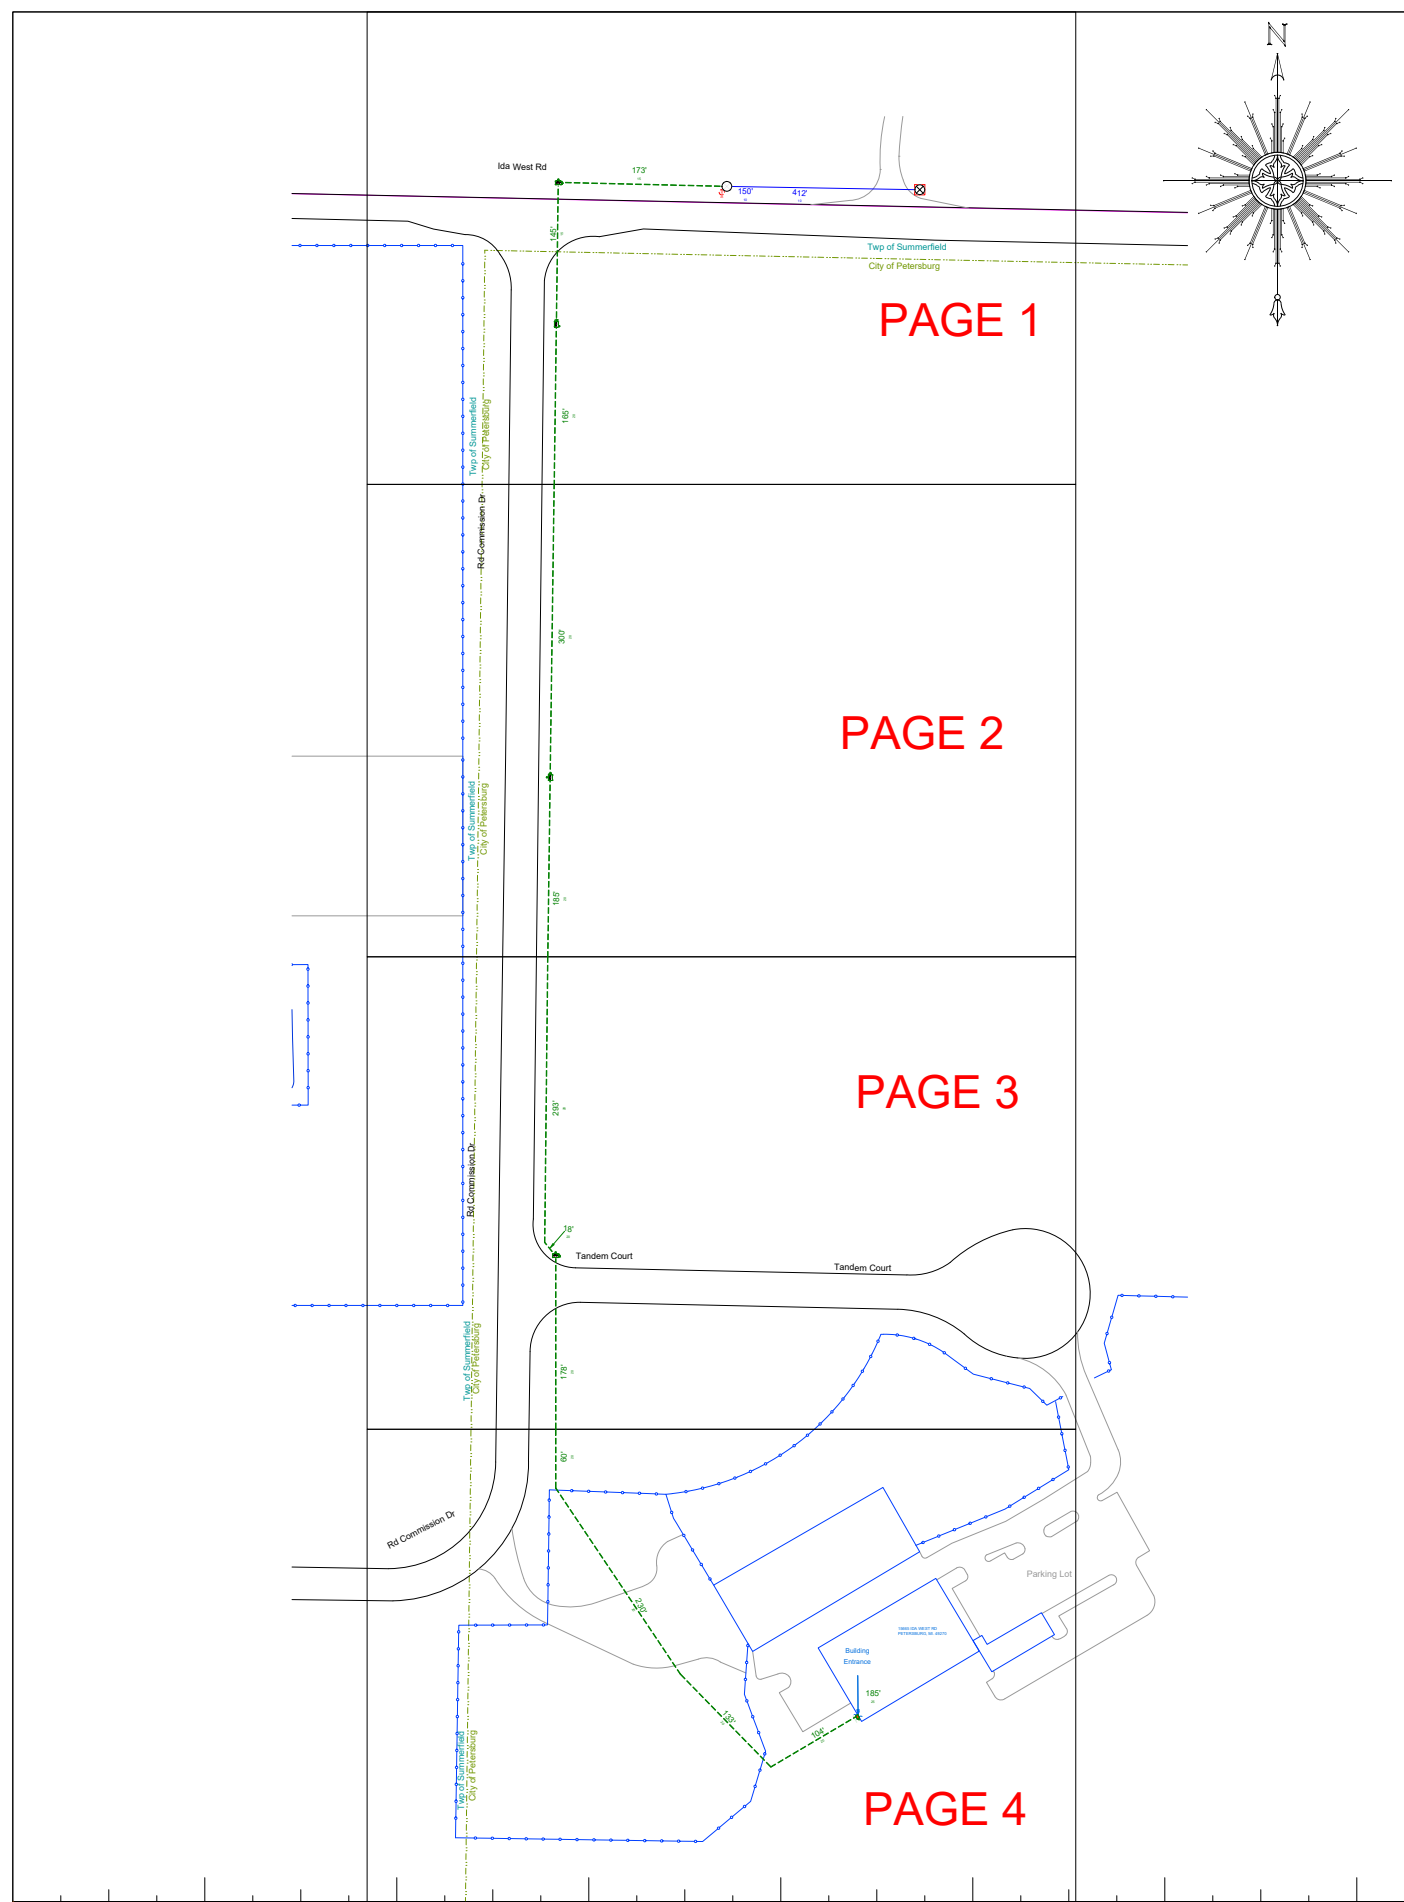 N
Ida West Rd
173'
150'
412'
145'
Twp of Summerfield
City of Petersburg
PAGE 1
165'
Twp of Summerfield
City of Petersburg
Rd Commission Dr
300'
PAGE 2
Twp of Summerfield
City of Petersburg
185'
PAGE 3
293'
Rd Commission Dr
18'
Tandem Court
Tandem Court
Twp of Summerfield
City of Petersburg
178'
60'
Rd Commission Dr
Parking Lot
230'
Building
Entrance
185'
133'
104'
Twp of Summerfield
City of Petersburg
PAGE 4